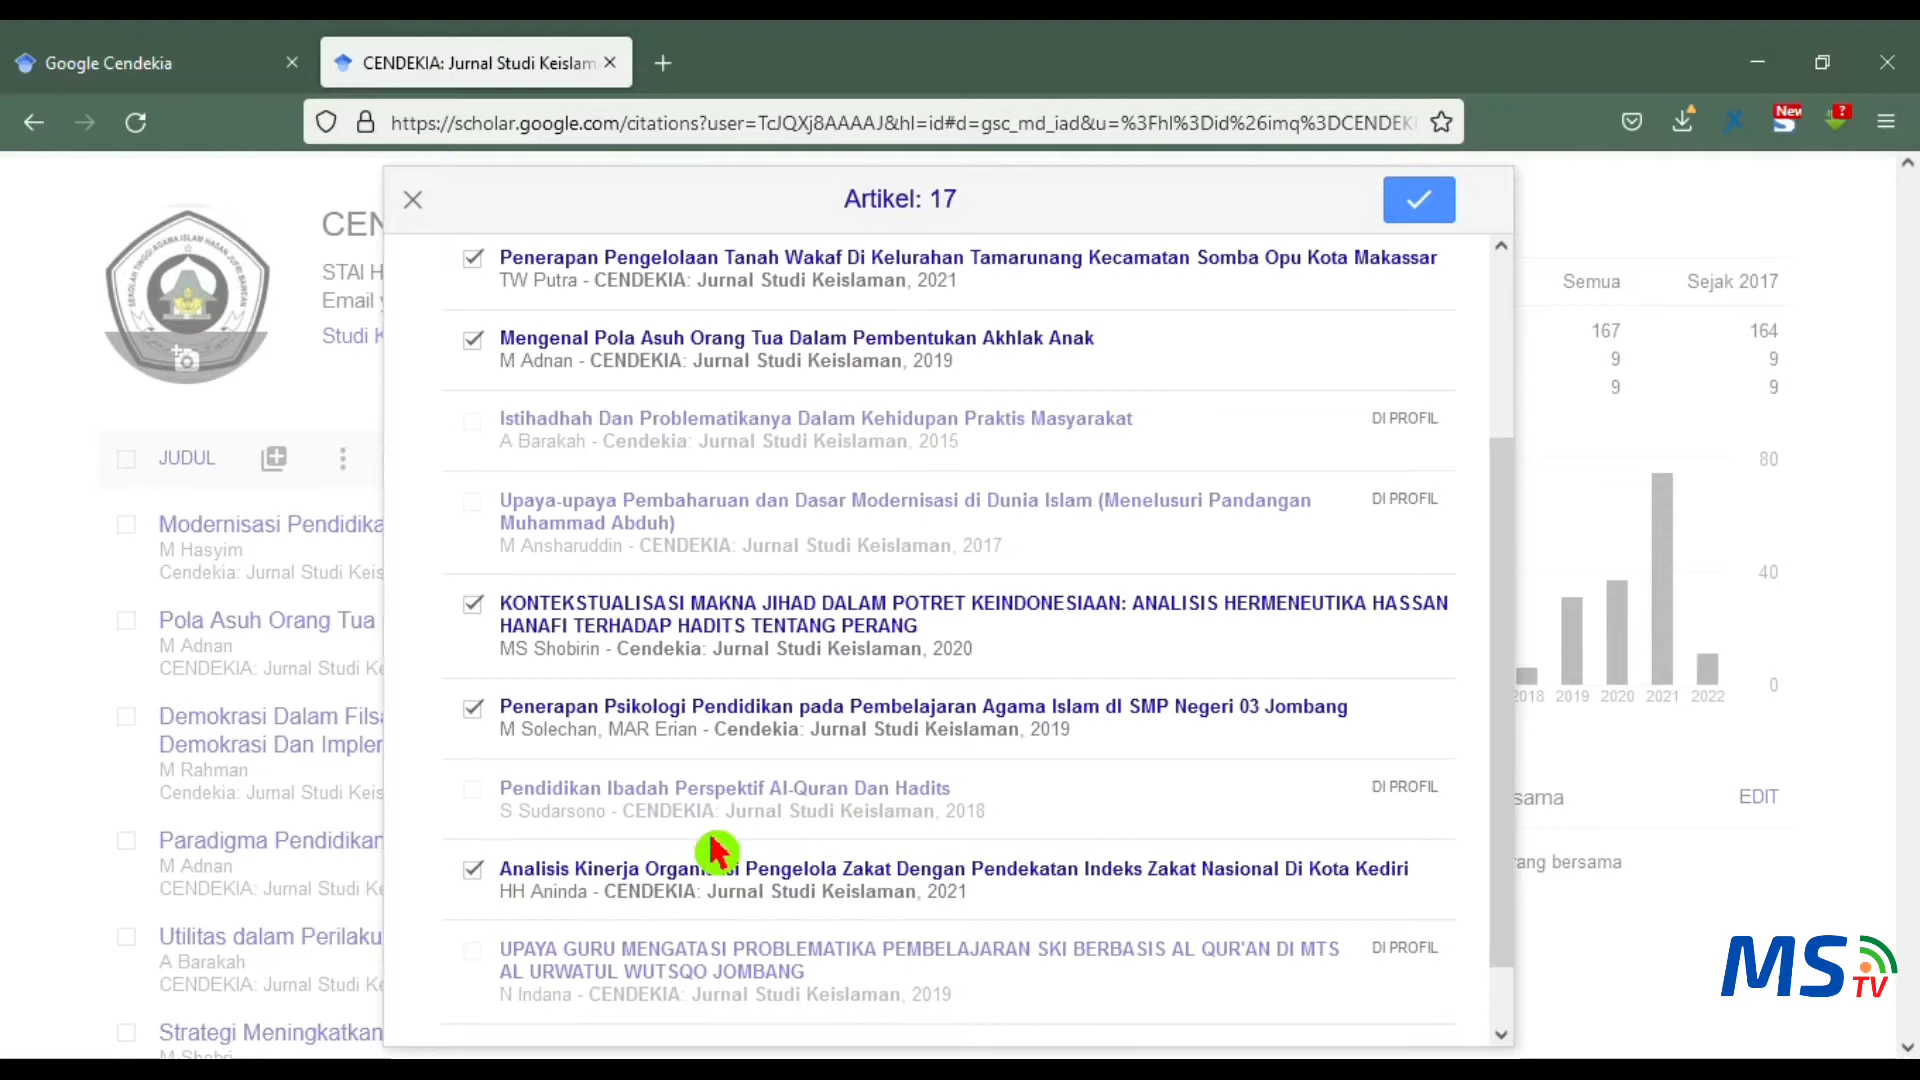 Google Cendekia
CENDEKIA: Jurnal Studi Keislam
https://scholar.google.com/citations?user=TcJQXj8AAAAJ&hl=id#d=gsc_md_iad&u=%3Fhl%3Did%26imq%3DCENDEKI
New
?
SEKOLAH TINGGI AGAMA ISLAM HASAN JUFRI BAWEAN
CEN
STAI H
Email
Studi K
JUDUL
Modernisasi Pendidika
M Hasyim
Cendekia: Jurnal Studi Keis
Pola Asuh Orang Tua
M Adnan
CENDEKIA: Jurnal Studi Ke
Demokrasi Dalam Filsa
Demokrasi Dan Impler
M Rahman
Cendekia: Jurnal Studi Keis
Paradigma Pendidikan
M Adnan
CENDEKIA: Jurnal Studi Ke
Utilitas dalam Perilaku
A Barakah
CENDEKIA: Jurnal Studi Ke
Strategi Meningkatkan
M Shobri
Artikel: 17
Penerapan Pengelolaan Tanah Wakaf Di Kelurahan Tamarunang Kecamatan Somba Opu Kota Makassar
TW Putra - CENDEKIA: Jurnal Studi Keislaman, 2021
Mengenal Pola Asuh Orang Tua Dalam Pembentukan Akhlak Anak
M Adnan - CENDEKIA: Jurnal Studi Keislaman, 2019
Istihadhah Dan Problematikanya Dalam Kehidupan Praktis Masyarakat DI PROFIL
A Barakah - Cendekia: Jurnal Studi Keislaman, 2015
Upaya-upaya Pembaharuan dan Dasar Modernisasi di Dunia Islam (Menelusuri Pandangan DI PROFIL
Muhammad Abduh)
M Ansharuddin - CENDEKIA: Jurnal Studi Keislaman, 2017
KONTEKSTUALISASI MAKNA JIHAD DALAM POTRET KEINDONESIAAN: ANALISIS HERMENEUTIKA HASSAN
HANAFI TERHADAP HADITS TENTANG PERANG
MS Shobirin - Cendekia: Jurnal Studi Keislaman, 2020
Penerapan Psikologi Pendidikan pada Pembelajaran Agama Islam dI SMP Negeri 03 Jombang
M Solechan, MAR Erian - Cendekia: Jurnal Studi Keislaman, 2019
Pendidikan Ibadah Perspektif Al-Quran Dan Hadits DI PROFIL
S Sudarsono - CENDEKIA: Jurnal Studi Keislaman, 2018
Analisis Kinerja Pengelola Zakat Dengan Pendekatan Indeks Zakat Nasional Di Kota Kediri
HH Aninda - CENDEKIA: Jurnal Studi Keislaman, 2021
UPAYA GURU MENGATASI PROBLEMATIKA PEMBELAJARAN SKI BERBASIS AL QUR'AN DI MTS DI PROFIL
AL URWATUL WUTSQO JOMBANG
N Indana - CENDEKIA: Jurnal Studi Keislaman, 2019
Semua Sejak 2017
167 164
9 9
9 9
80
40
0
2018 2019 2020 2021 2022
sama EDIT
rang bersama
MS TV